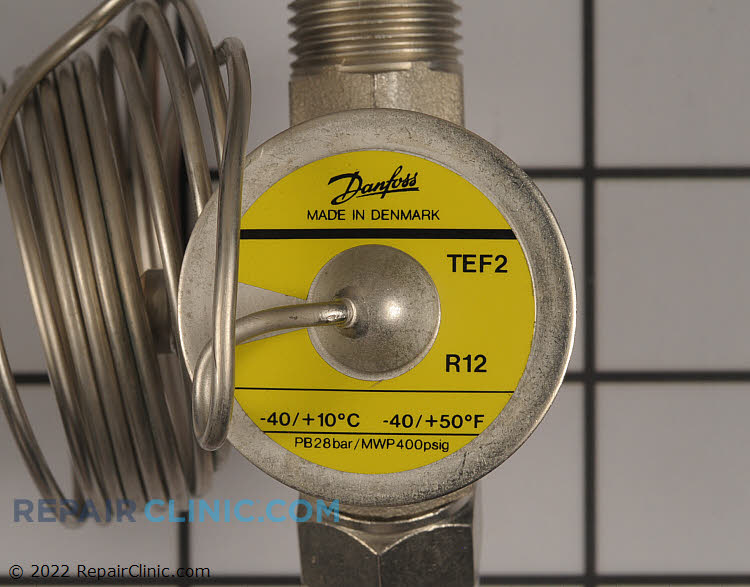 Danfoss
MADE IN DENMARK
TEF2
R12
-40/+10°C -40/+50°F
PB28bar/MWP400psig
REPAIRCLINIC.COM
© 2022 RepairClinic.com